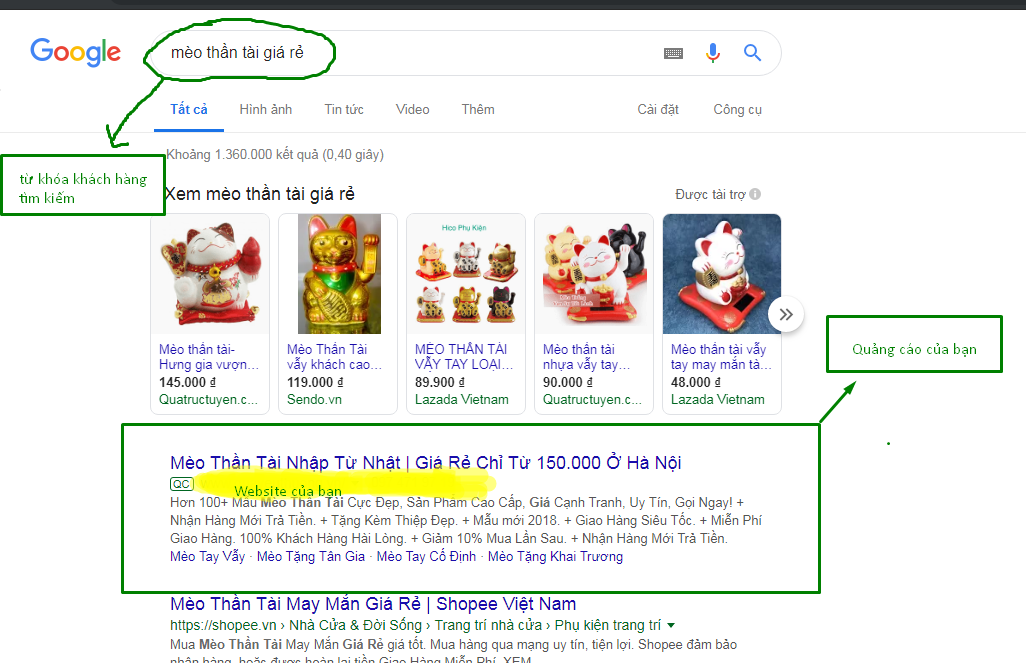 Google
mèo thần tài giá rẻ
Tất cả
Hình ảnh
Tin tức
Video
Thêm
Cài đặt
Công cụ
Khoảng 1.360.000 kết quả (0,40 giây)
từ khóa khách hàng
tìm kiếm
Xem mèo thần tài giá rẻ
Được tài trợ
Hico Phụ Kiện
Mèo thần tài-
Hưng gia vượn...
145.000 ₫
Quatructuyen.c...
Mèo Thần Tài
vẫy khách cao...
119.000 ₫
Sendo.vn
MÈO THẦN TÀI
VẪY TAY LOẠI...
89.900 ₫
Lazada Vietnam
Mèo thần tài
nhựa vẫy tay...
90.000 ₫
Quatructuyen.c...
Mèo thần tài vẫy
tay may mắn tà...
48.000 ₫
Lazada Vietnam
Quảng cáo của bạn
Mèo Thần Tài Nhập Từ Nhật | Giá Rẻ Chỉ Từ 150.000 Ở Hà Nội
QC
Website của bạn
Hơn 100+ Mẫu Mèo Thần Tài Cực Đẹp, Sản Phẩm Cao Cấp, Giá Cạnh Tranh, Uy Tín, Gọi Ngay! +
Nhận Hàng Mới Trả Tiền. + Tặng Kèm Thiệp Đẹp. + Mẫu mới 2018. + Giao Hàng Siêu Tốc. + Miễn Phí
Giao Hàng. 100% Khách Hàng Hài Lòng. + Giảm 10% Mua Lần Sau. + Nhận Hàng Mới Trả Tiền.
Mèo Tay Vẫy · Mèo Tặng Tân Gia · Mèo Tay Cố Định · Mèo Tặng Khai Trương
Mèo Thần Tài May Mắn Giá Rẻ | Shopee Việt Nam
https://shopee.vn › Nhà Cửa & Đời Sống › Trang trí nhà cửa › Phụ kiện trang trí
Mua Mèo Thần Tài May Mắn Giá Rẻ giá tốt. Mua hàng qua mạng uy tín, tiện lợi. Shopee đảm bảo
nhận hàng, hoặc được hoàn lại tiền Giao Hàng Miễn Phí. XEM